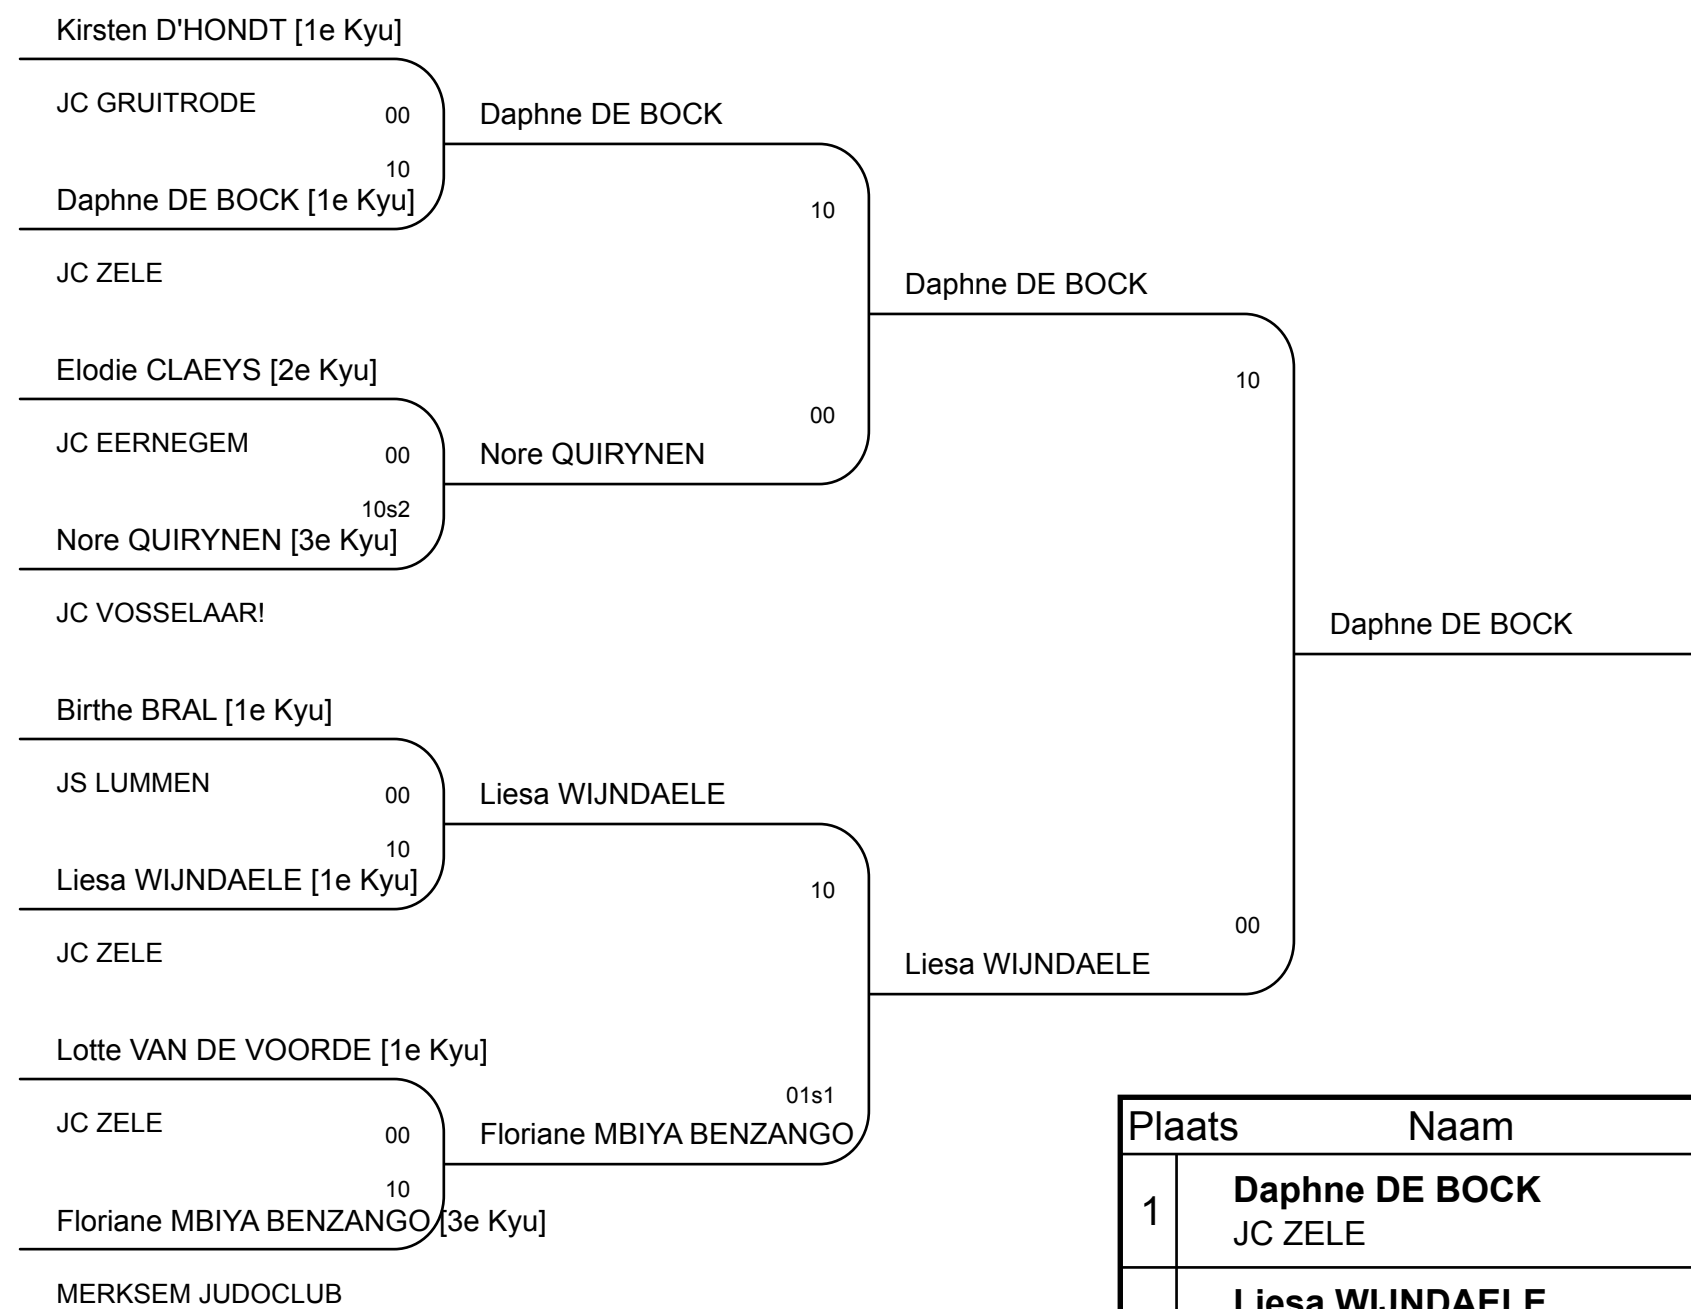 Kirsten D'HONDT [1e Kyu]
JC GRUITRODE
00
Daphne DE BOCK
10
Daphne DE BOCK [1e Kyu]
10
JC ZELE
Daphne DE BOCK
Elodie CLAEYS [2e Kyu]
10
00
JC EERNEGEM
00
Nore QUIRYNEN
10s2
Nore QUIRYNEN [3e Kyu]
JC VOSSELAAR!
Daphne DE BOCK
Birthe BRAL [1e Kyu]
JS LUMMEN
00
Liesa WIJNDAELE
10
Liesa WIJNDAELE [1e Kyu]
10
00
JC ZELE
Liesa WIJNDAELE
Lotte VAN DE VOORDE [1e Kyu]
01s1
JC ZELE
00
Floriane MBIYA BENZANGO
10
Floriane MBIYA BENZANGO [3e Kyu]
MERKSEM JUDOCLUB
Plaats Naam
1 Daphne DE BOCK
JC ZELE
Liesa WIJNDAELE